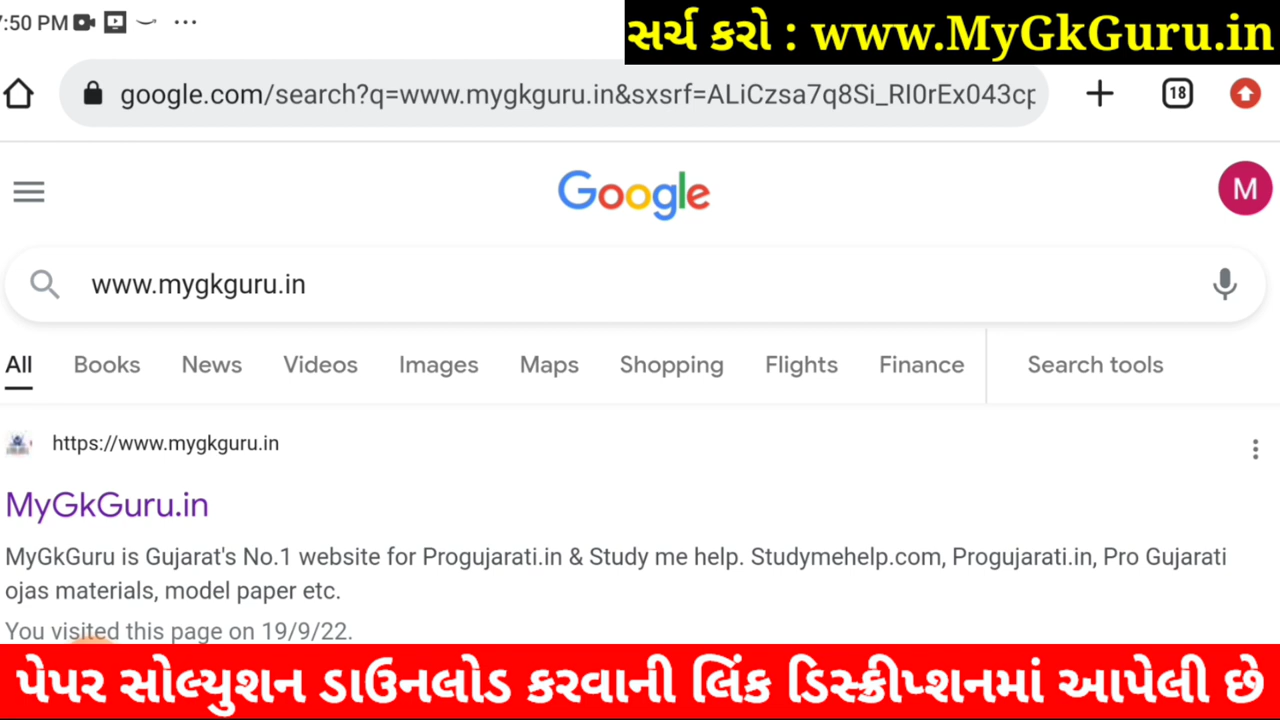 :50 PM
સર્ચ કરો : www.MyGkGuru.in
google.com/search?q=www.mygkguru.in&sxsrf=ALiCzsa7q8Si_RI0rEx043cp
18
Google
M
www.mygkguru.in
All Books News Videos Images Maps Shopping Flights Finance Search tools
https://www.mygkguru.in
MyGkGuru.in
MyGkGuru is Gujarat's No.1 website for Progujarati.in & Study me help. Studymehelp.com, Progujarati.in, Pro Gujarati
ojas materials, model paper etc.
You visited this page on 19/9/22.
પેપર સોલ્યુશન ડાઉનલોડ કરવાની લિંક ડિસ્ક્રીપ્શનમાં આપેલી છે